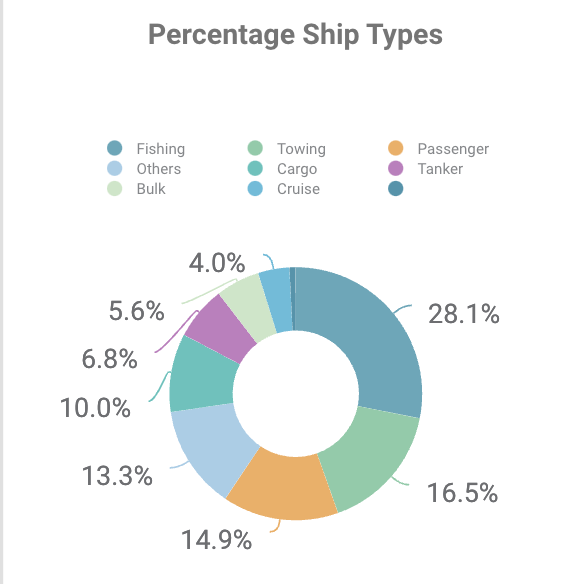 Percentage Ship Types
Fishing Towing Passenger
Others Cargo Tanker
Bulk Cruise
4.0%
5.6%
28.1%
6.8%
10.0%
13.3%
16.5%
14.9%